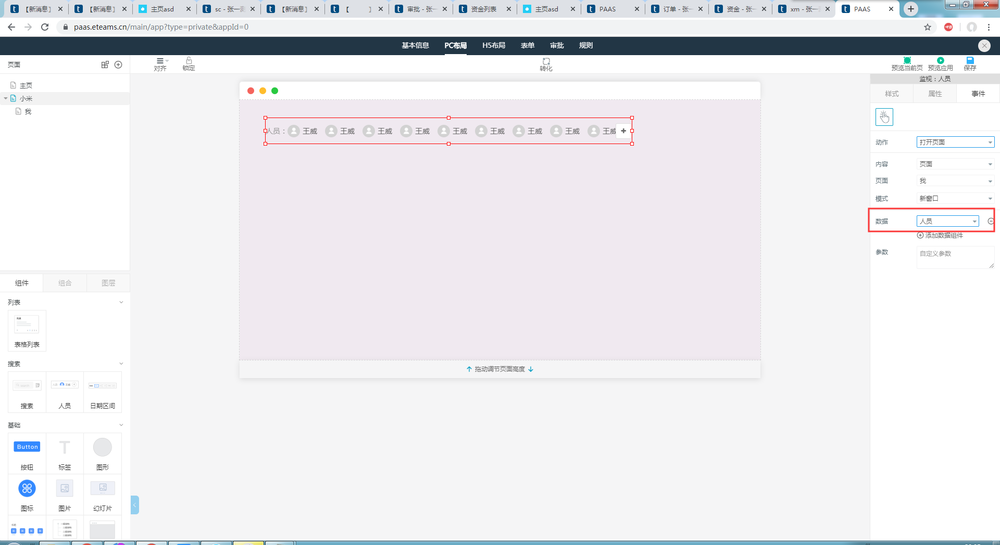 【新消息】
【新消息】
主页asd
sc - 张一测
【新消息】
【 】
审批 - 张一
资金列表
主页asd
PAAS
订单 - 张一
资金 - 张一
xm - 张一
PAAS
paas.eteams.cn/main/app?type=private&appId=0
基本信息 PC布局 H5布局 表单 审批 规则
页面
对齐
锁定
转化
预览当前页
预览应用
保存
主页
小米
我
人员：王威 王威 王威 王威 王威 王威 王威 王威 王威
拖动调节页面高度
监视：人员
样式 属性 事件
动作 打开页面
内容 页面
页面 我
模式 新窗口
数据 人员
添加数据组件
参数 自定义参数
组件 组合 图层
列表
列表
表格列表
搜索
search
人员 王威
搜索 人员 日期区间
基础
Button T
按钮 标签 图形
图标 图片 幻灯片